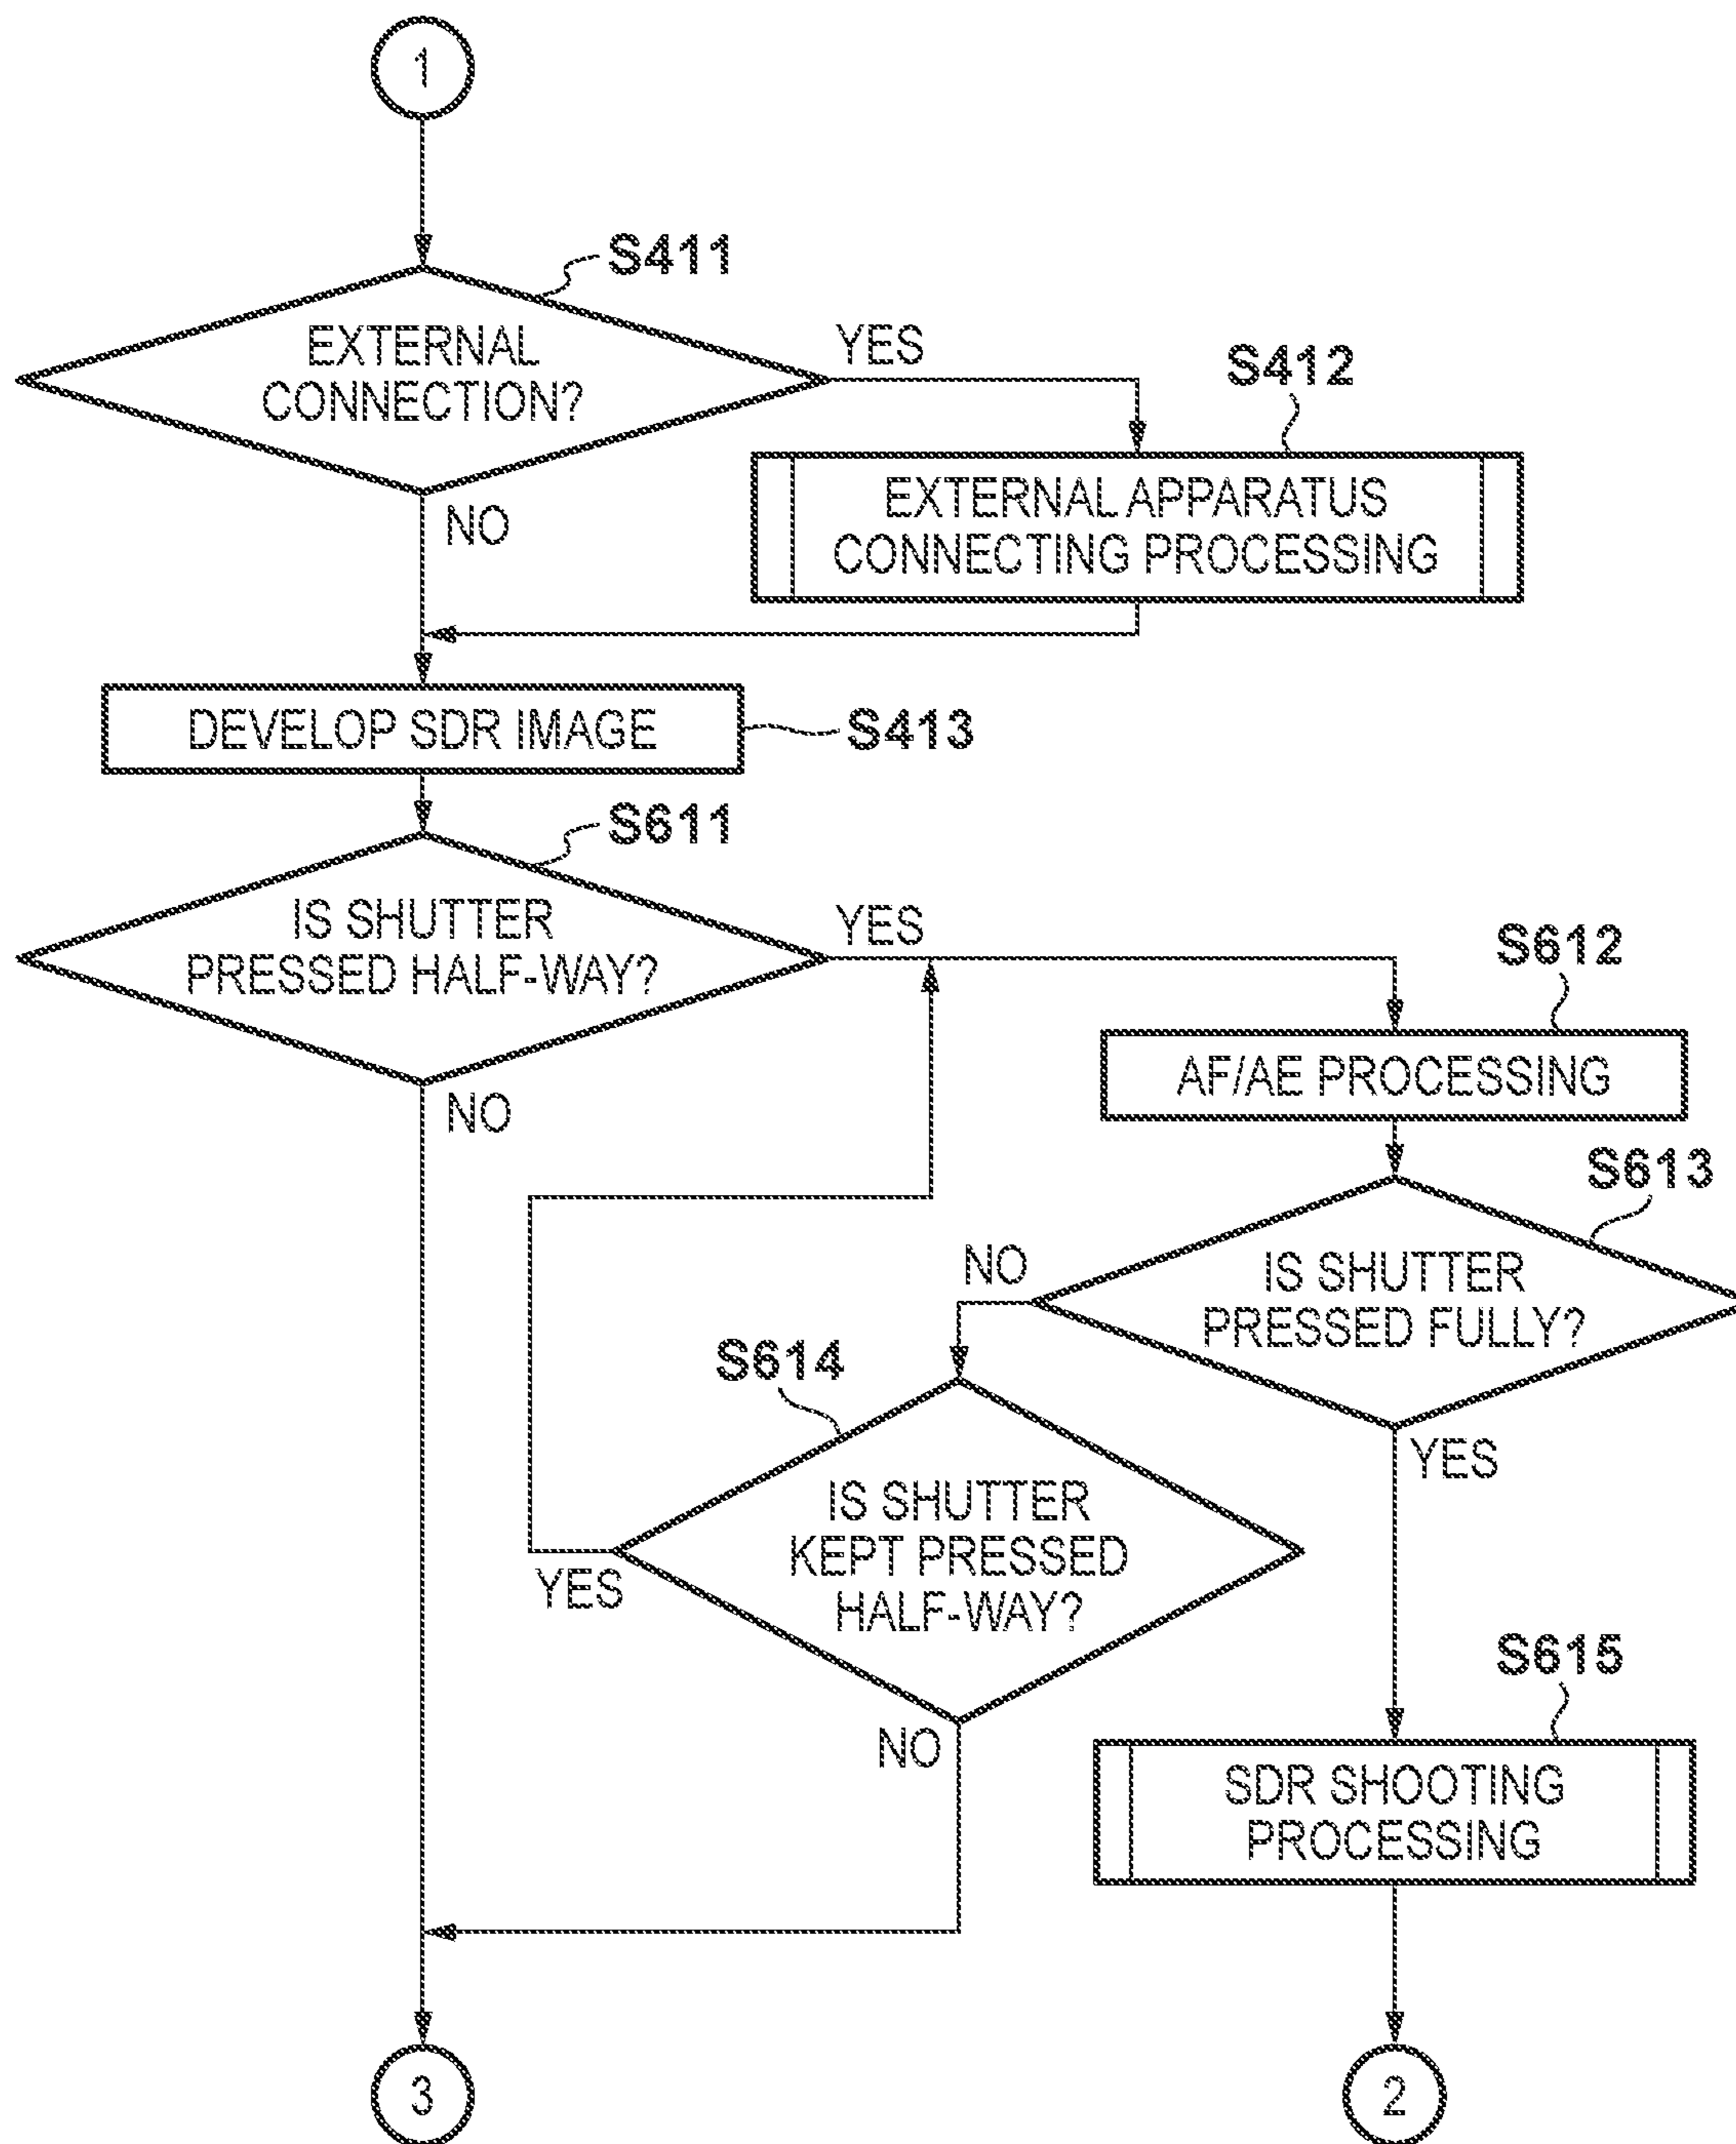 1
S411
EXTERNAL
CONNECTION?
YES
NO
S412
EXTERNAL APPARATUS
CONNECTING PROCESSING
DEVELOP SDR IMAGE
S413
S611
IS SHUTTER
PRESSED HALF-WAY?
YES
NO
S612
AF/AE PROCESSING
S613
IS SHUTTER
PRESSED FULLY?
NO
YES
S614
IS SHUTTER
KEPT PRESSED
HALF-WAY?
YES
NO
S615
SDR SHOOTING
PROCESSING
3
2